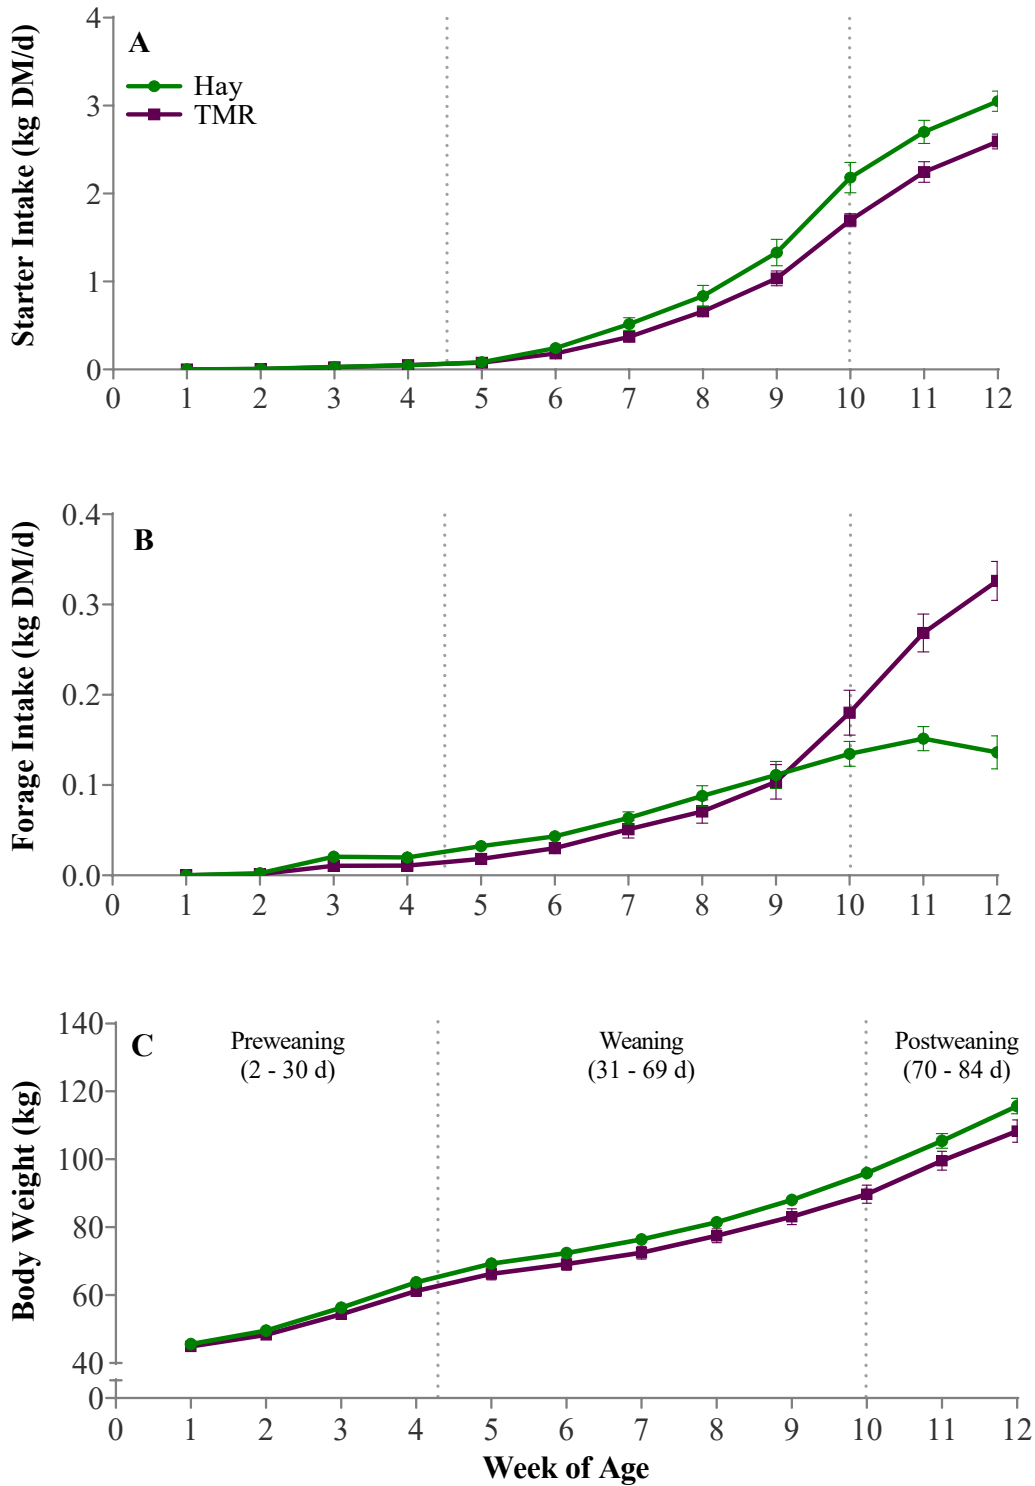 A
Hay
TMR
Starter Intake (kg DM/d)
4
3
2
1
0
0 1 2 3 4 5 6 7 8 9 10 11 12
B
Forage Intake (kg DM/d)
0.4
0.3
0.2
0.1
0.0
0 1 2 3 4 5 6 7 8 9 10 11 12
C
Preweaning
(2 - 30 d)
Weaning
(31 - 69 d)
Postweaning
(70 - 84 d)
Body Weight (kg)
140
120
100
80
60
40
0
0 1 2 3 4 5 6 7 8 9 10 11 12
Week of Age